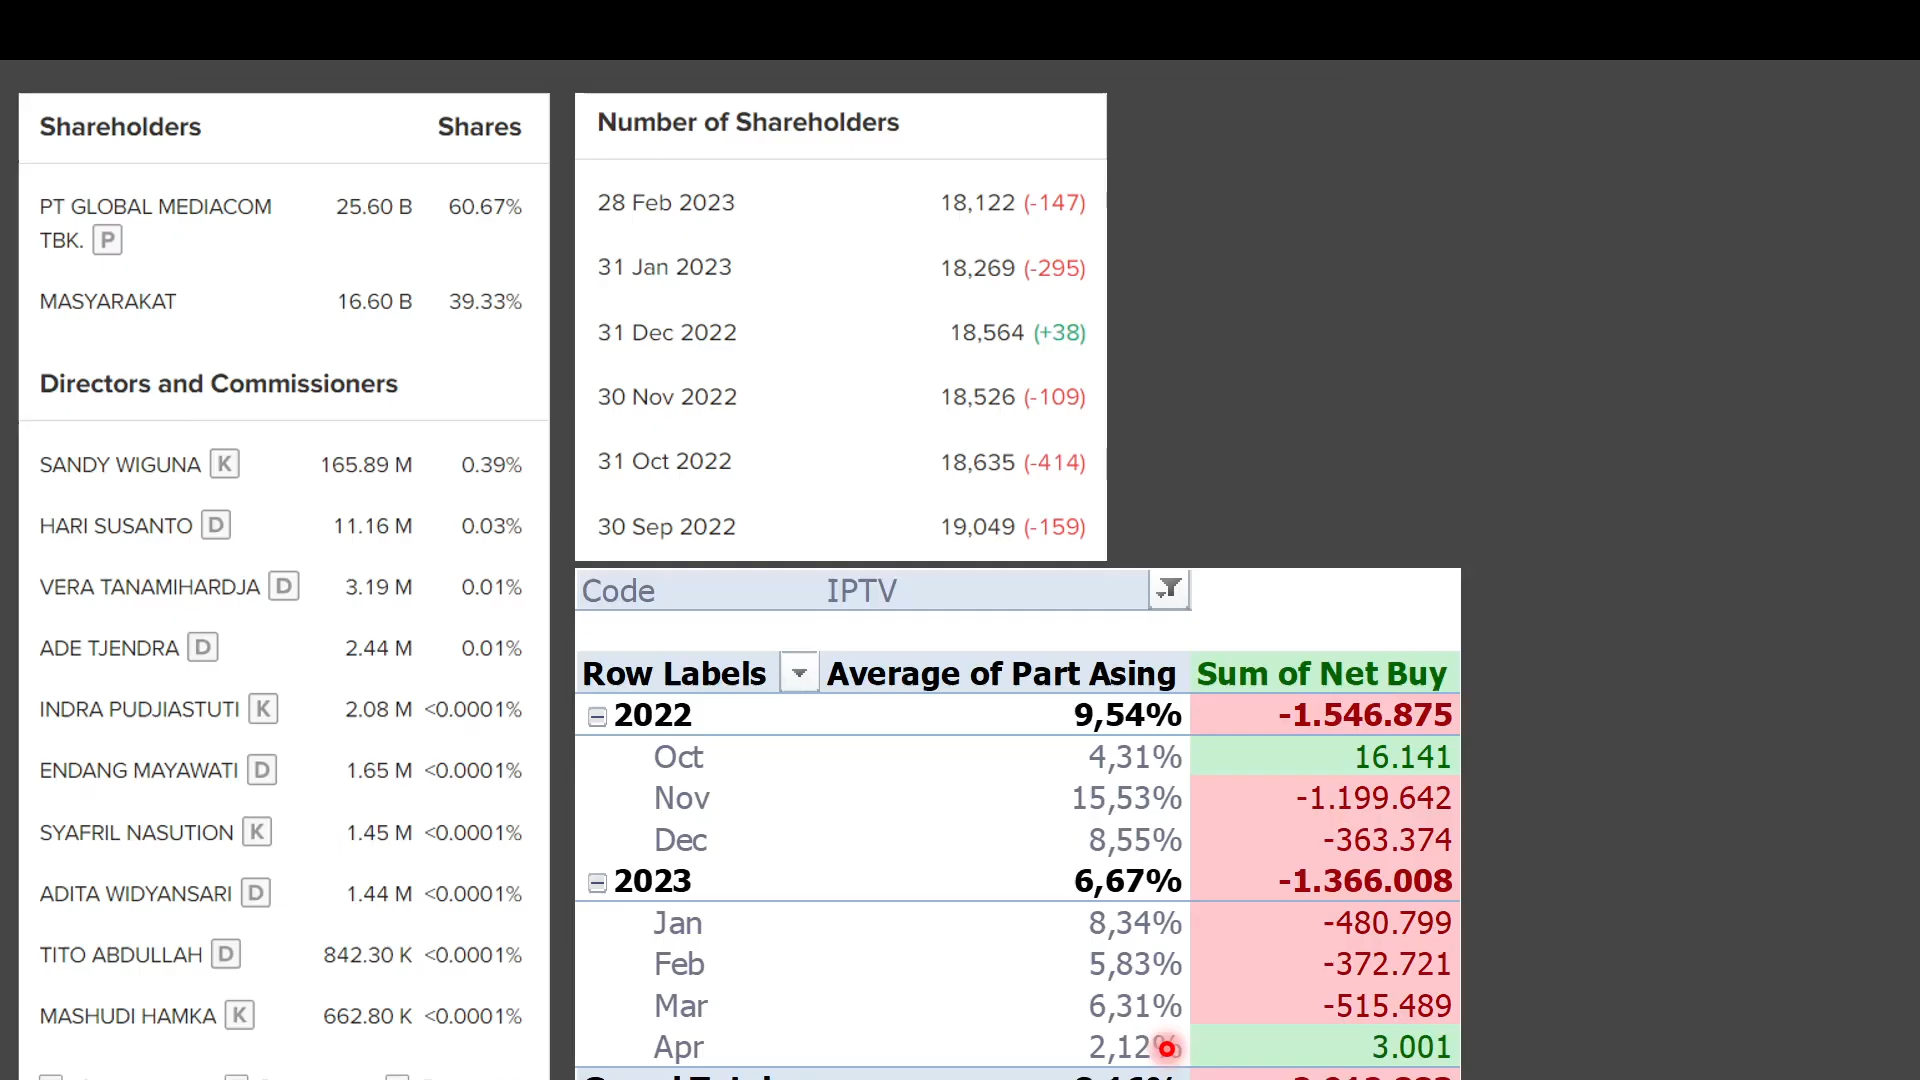 Shareholders Shares
PT GLOBAL MEDIACOM 25.60 B 60.67%
TBK. P
MASYARAKAT 16.60 B 39.33%
Directors and Commissioners
SANDY WIGUNA K 165.89 M 0.39%
HARI SUSANTO D 11.16 M 0.03%
VERA TANAMIHARDJA D 3.19 M 0.01%
ADE TJENDRA D 2.44 M 0.01%
INDRA PUDJIASTUTI K 2.08 M <0.0001%
ENDANG MAYAWATI D 1.65 M <0.0001%
SYAFRIL NASUTION K 1.45 M <0.0001%
ADITA WIDYANSARI D 1.44 M <0.0001%
TITO ABDULLAH D 842.30 K <0.0001%
MASHUDI HAMKA K 662.80 K <0.0001%
Number of Shareholders
28 Feb 2023 18,122 (-147)
31 Jan 2023 18,269 (-295)
31 Dec 2022 18,564 (+38)
30 Nov 2022 18,526 (-109)
31 Oct 2022 18,635 (-414)
30 Sep 2022 19,049 (-159)
Code IPTV
Row Labels Average of Part Asing Sum of Net Buy
2022 9,54% -1.546.875
Oct 4,31% 16.141
Nov 15,53% -1.199.642
Dec 8,55% -363.374
2023 6,67% -1.366.008
Jan 8,34% -480.799
Feb 5,83% -372.721
Mar 6,31% -515.489
Apr 2,12% 3.001